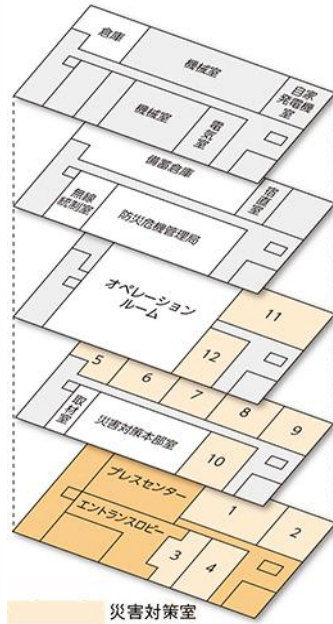 倉庫
機械室
自家
発電機
室
機械室
電気室
備蓄倉庫
宿直室
無線
統制室
防災危機管理局
オペレーション
ルーム
11
12
5
6
7
8
9
取材室
災害対策本部室
10
プレスセンター
1
2
エントランスロビー
3
4
災害対策室